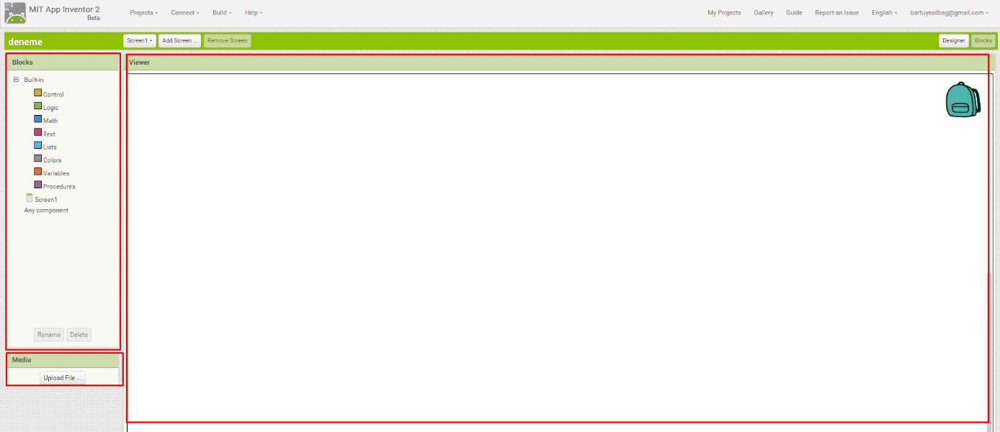 MIT App Inventor 2
Beta
Projects Connect Build Help
My Projects Gallery Guide Report an Issue English bartuyesilbag@gmail.com
deneme
Screen1 Add Screen ... Remove Screen
Designer Blocks
Blocks
Built-in
Control
Logic
Math
Text
Lists
Colors
Variables
Procedures
Screen1
Any component
Rename Delete
Media
Upload File ...
Viewer